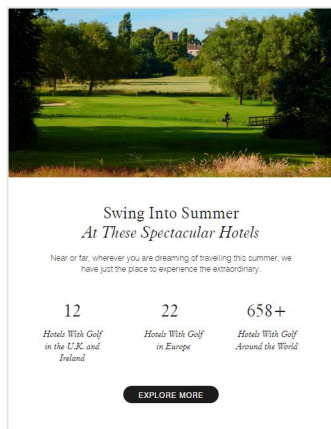 Swing Into Summer
At These Spectacular Hotels
Near or far, wherever you are dreaming of travelling this summer, we
have just the place to experience the extraordinary.
12
Hotels With Golf
in the U.K. and
Ireland
22
Hotels With Golf
in Europe
658+
Hotels With Golf
Around the World
EXPLORE MORE